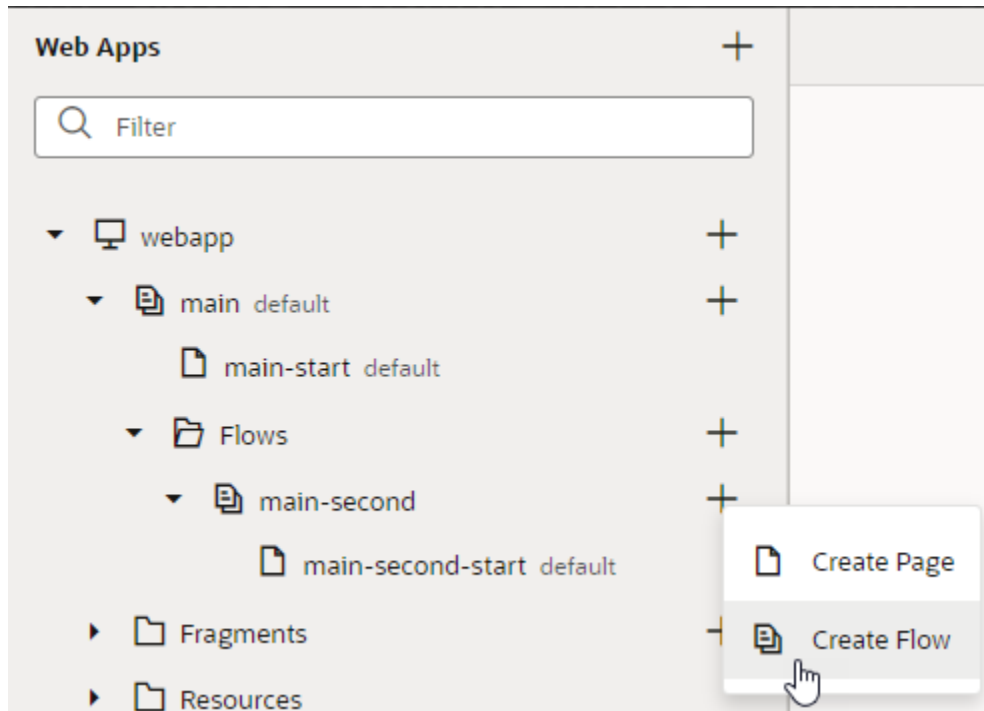 Web Apps
Filter
webapp
main default
main-start default
Flows
main-second
main-second-start default
Create Page
Fragments
Create Flow
Resources